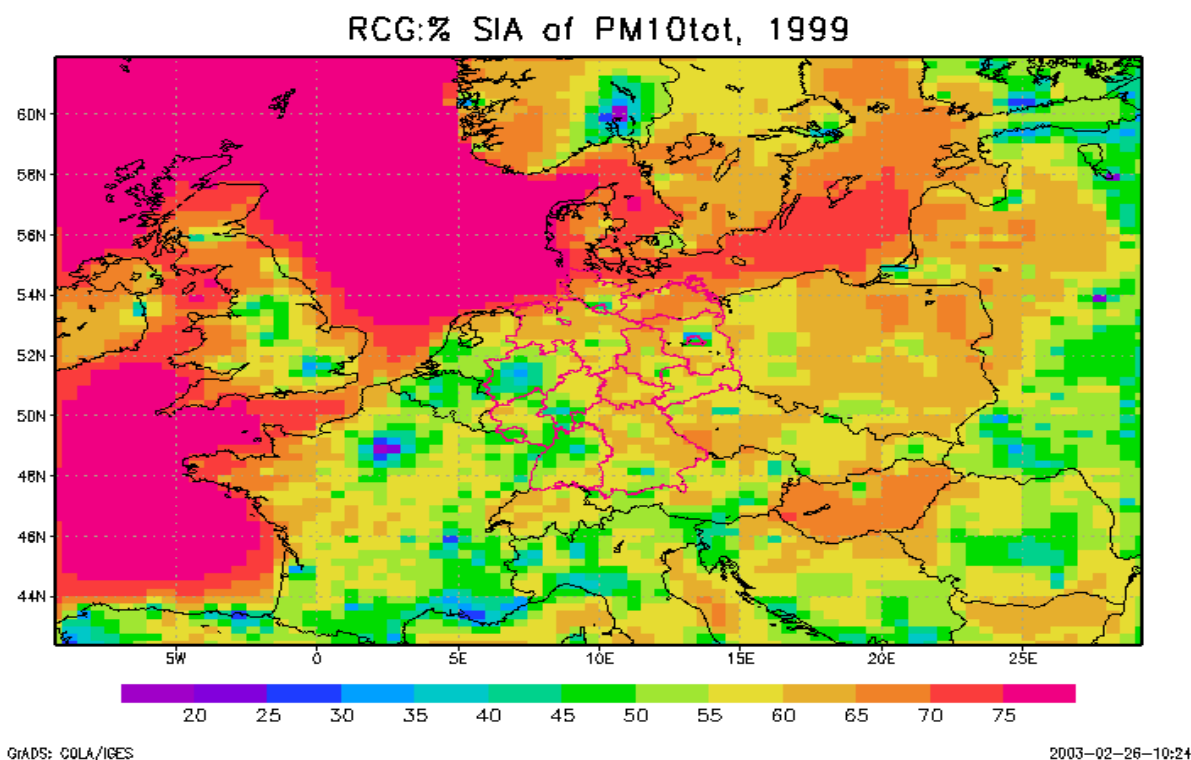 RCG:% SIA of PM10tot, 1999
60N
58N
56N
54N
52N
50N
48N
46N
44N
5W 0 5E 10E 15E 20E 25E
20 25 30 35 40 45 50 55 60 65 70 75
GrADS: COLA/IGES 2003-02-26-10:24